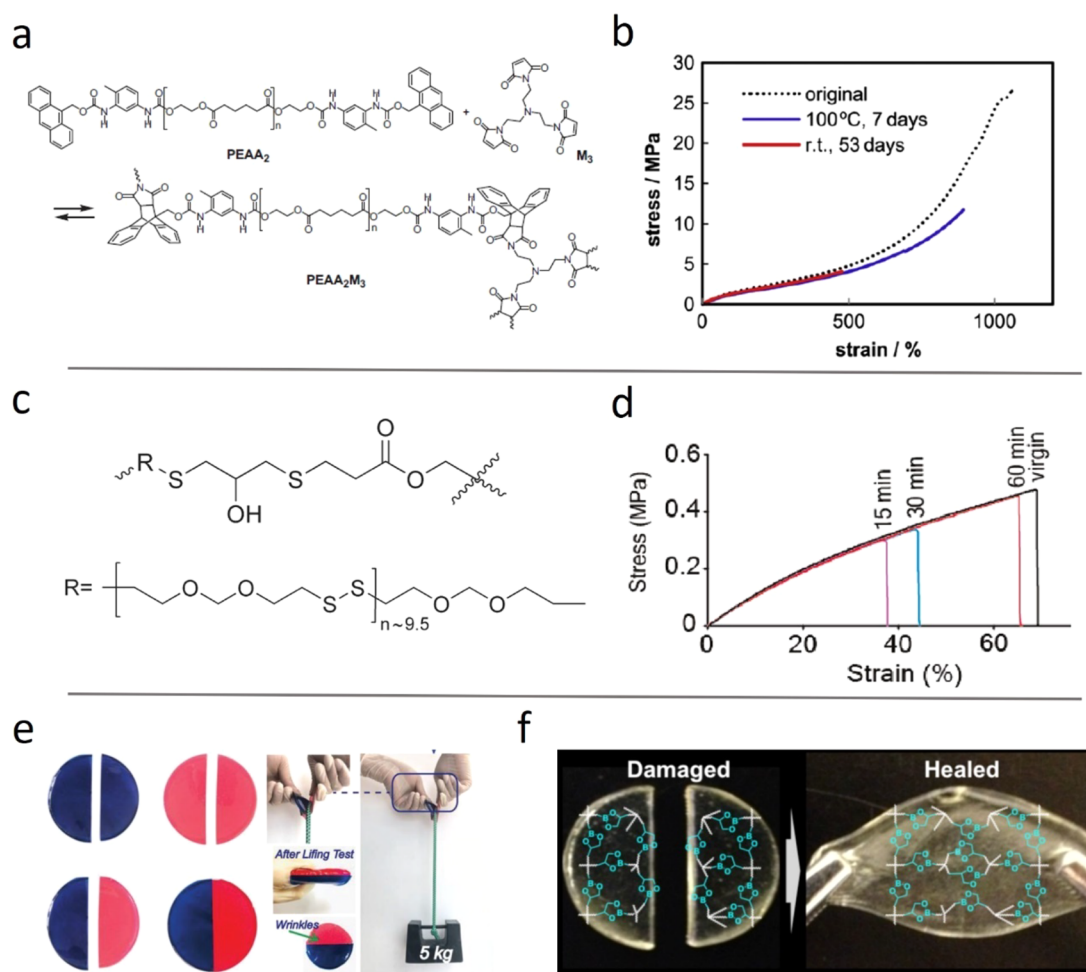 a
PEAA2
+
M3
n
PEAA2M3
n
b
stress / MPa
30
25
20
15
10
5
0
original
100°C, 7 days
r.t., 53 days
0
500
1000
strain / %
c
R
S
S
O
O
OH
R=
O
O
S
S
O
O
n~9.5
d
Stress (MPa)
0.6
0.4
0.2
0
15 min
30 min
60 min
virgin
0
20
40
60
Strain (%)
e
After Lifing Test
Wrinkles
5 kg
f
Damaged
Healed